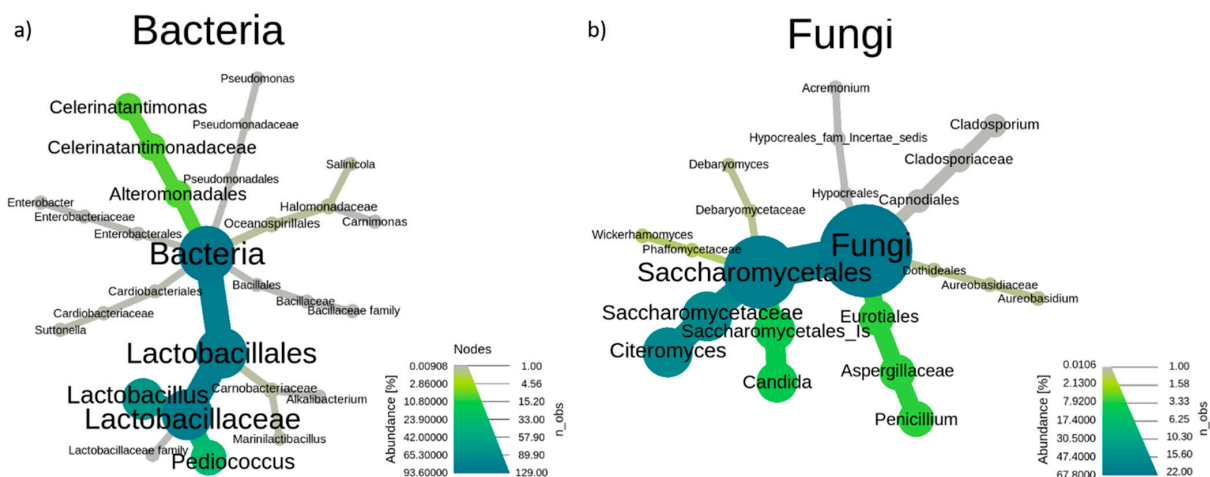 a)
Bacteria
Pseudomonas
Celerinatantimonas
Pseudomonadaceae
Celerinatantimonadaceae
Salinicola
Pseudomonadales
Alteromonadales
Enterobacter
Halomonadaceae
Enterobacteriaceae
Oceanospirillales
Carnimonas
Enterobacterales
Bacteria
Cardiobacteriales
Bacillales
Cardiobacteriaceae
Bacillaceae
Suttonella
Bacillaceae family
Lactobacillales
Lactobacillus
Carnobacteriaceae
Alkalibacterium
Lactobacillaceae
Marinilactibacillus
Lactobacillaceae family
Pediococcus
Nodes
Abundance [%]
n_obs
0.00908 1.00
2.86000 4.56
10.80000 15.20
23.90000 33.00
42.00000 57.90
65.30000 89.90
93.60000 129.00
b)
Fungi
Acremonium
Cladosporium
Hypocreales_fam_Incertae_sedis
Debaryomyces
Cladosporiaceae
Hypocreales
Capnodiales
Debaryomycetaceae
Wickerhamomyces
Phaffomycetaceae
Fungi
Saccharomycetales
Dothideales
Aureobasidiaceae
Aureobasidium
Saccharomycetaceae
Eurotiales
Saccharomycetales_Is
Citeromyces
Aspergillaceae
Candida
Penicillium
Abundance [%]
n_obs
0.0106 1.00
2.1300 1.58
7.9200 3.33
17.4000 6.25
30.5000 10.30
47.4000 15.60
67.8000 22.00